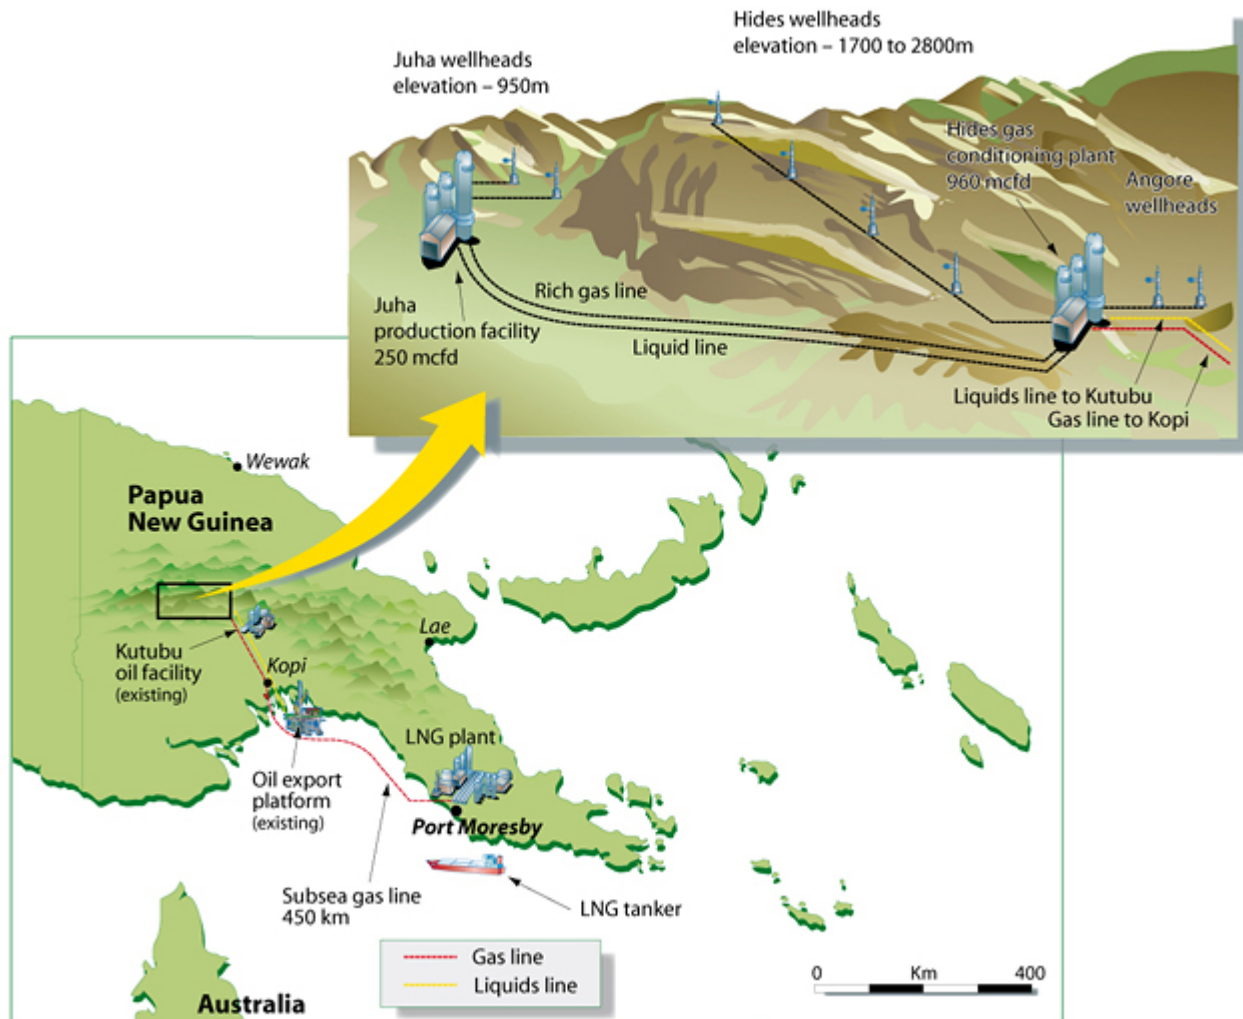 Hides wellheads
elevation – 1700 to 2800m
Juha wellheads
elevation – 950m
Hides gas
conditioning plant
960 mcfd
Angore
wellheads
Rich gas line
Liquid line
Juha
production facility
250 mcfd
Liquids line to Kutubu
Gas line to Kopi
Wewak
Papua
New Guinea
Lae
Kutubu
oil facility
(existing)
Kopi
LNG plant
Oil export
platform
(existing)
Port Moresby
Subsea gas line
450 km
LNG tanker
Gas line
Liquids line
0 Km 400
Australia